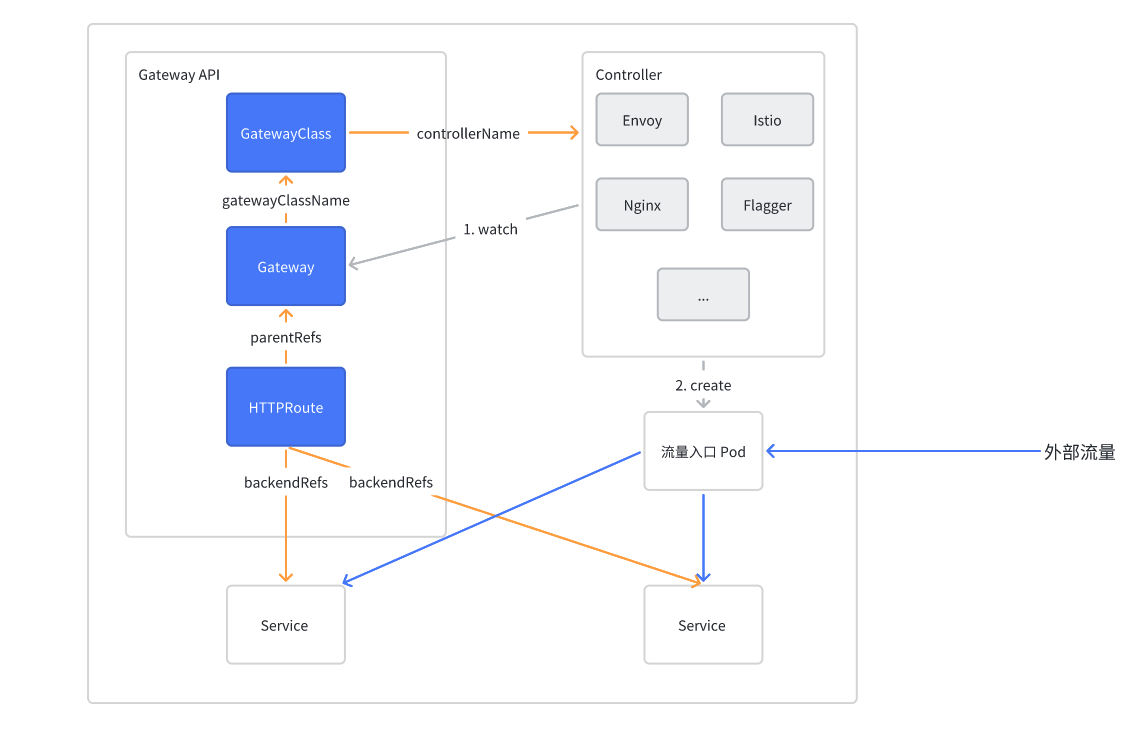 Gateway API
GatewayClass
controllerName
gatewayClassName
Gateway
1. watch
parentRefs
HTTPRoute
backendRefs
backendRefs
Controller
Envoy
Istio
Nginx
Flagger
...
2. create
流量入口 Pod
外部流量
Service
Service